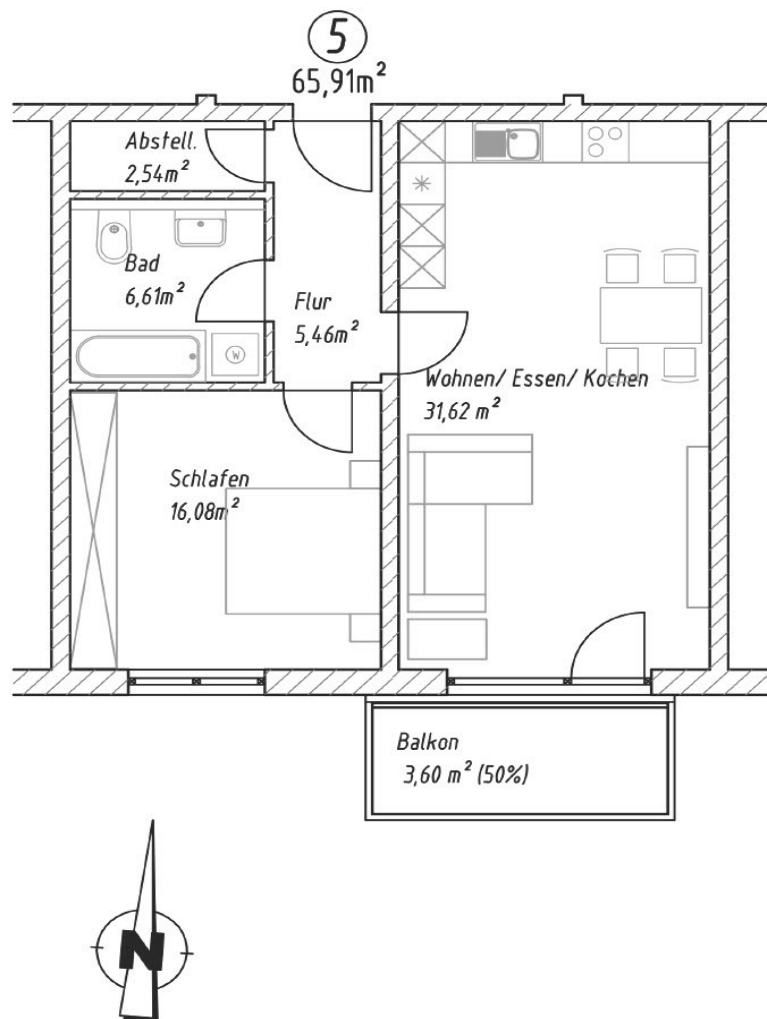 5
65,91m²
Abstell.
2,54m²
Bad
6,61m²
Flur
5,46m²
W
Wohnen/ Essen/ Kochen
31,62 m²
Schlafen
16,08m²
Balkon
3,60 m² (50%)
N